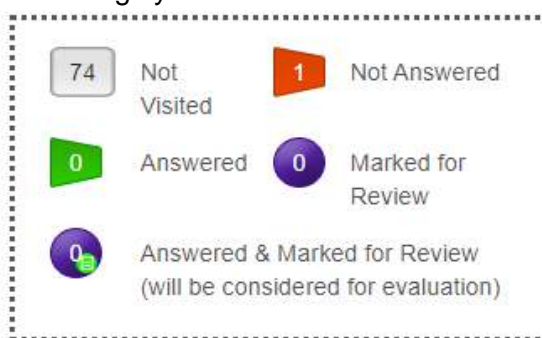 74 Not Visited
1 Not Answered
0 Answered
0 Marked for Review
0 Answered & Marked for Review
(will be considered for evaluation)